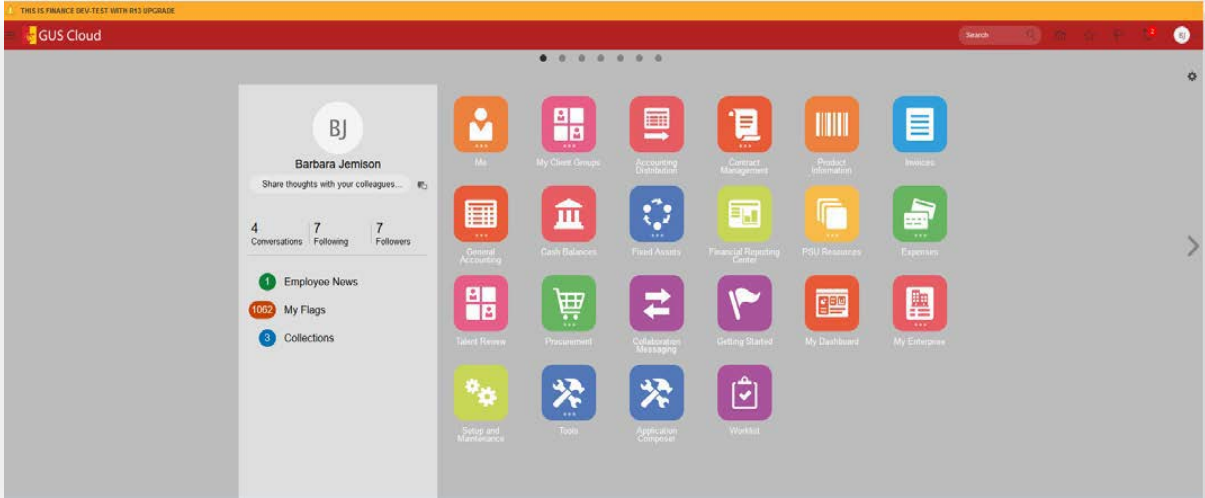 THIS IS FINANCE DEV-TEST WITH R13 UPGRADE
GUS Cloud
Search
2
BJ
BJ
Barbara Jemison
Share thoughts with your colleagues...
4
7
7
Conversations
Following
Followers
1
Employee News
1062
My Flags
3
Collections
Me
My Client Groups
Accounting
Distribution
Contract
Management
Product
Information
Invoices
General
Accounting
Cash Balances
Fixed Assets
Financial Reporting
Center
PSU Resources
Expenses
Talent Review
Procurement
Collaboration
Messaging
Getting Started
My Dashboard
My Enterprise
Setup and
Maintenance
Tools
Application
Composer
Worklist